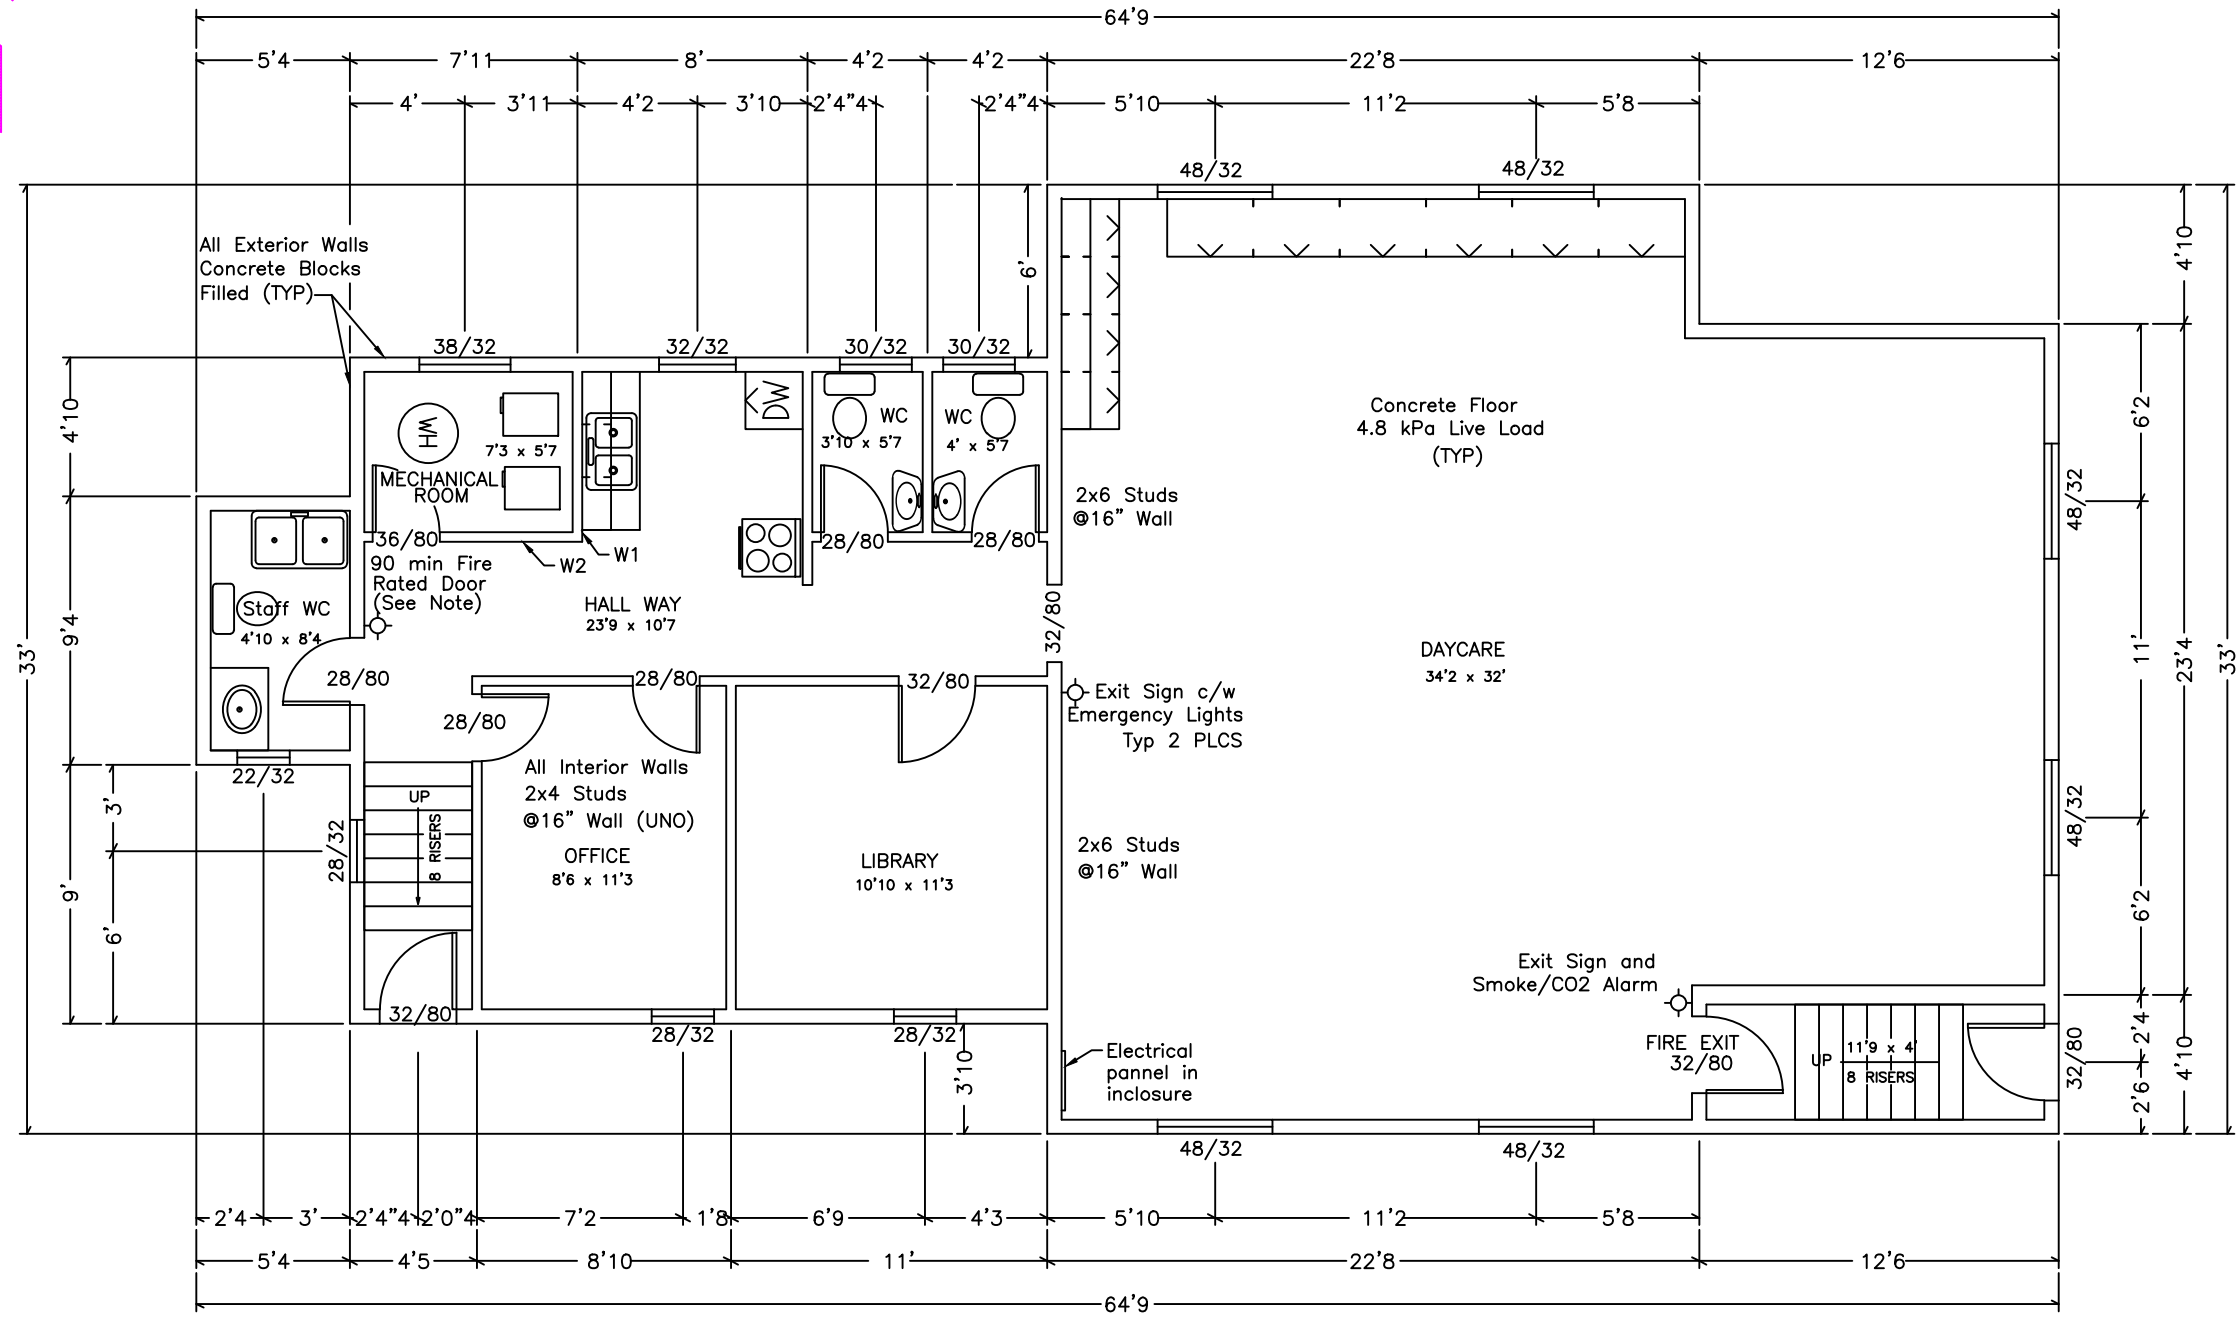 64'9
5'4 7'11 8' 4'2 4'2 22'8 12'6
4' 3'11 4'2 3'10 2'4"4 2'4"4 5'10 11'2 5'8
48/32 48/32
All Exterior Walls
Concrete Blocks
Filled (TYP)
6'
4'10
38/32 32/32 30/32 30/32
4'10
WH
7'3 x 5'7
MECHANICAL
ROOM
DW
WC
3'10 x 5'7
WC
4' x 5'7
Concrete Floor
4.8 kPa Live Load
(TYP)
6'2
48/32
2x6 Studs
@16" Wall
36/80
W2
W1
28/80
28/80
90 min Fire
Rated Door
(See Note)
Staff WC
4'10 x 8'4
HALL WAY
23'9 x 10'7
32/80
33'
9'4
DAYCARE
34'2 x 32'
11'
23'4
33'
28/80
28/80
28/80
32/80
Exit Sign c/w
Emergency Lights
Typ 2 PLCS
22/32
3'
UP
8 RISERS
28/32
All Interior Walls
2x4 Studs
@16" Wall (UNO)
OFFICE
8'6 x 11'3
LIBRARY
10'10 x 11'3
2x6 Studs
@16" Wall
48/32
9'
6'
6'2
Exit Sign and
Smoke/CO2 Alarm
32/80
28/32
28/32
3'10
Electrical
pannel in
inclosure
FIRE EXIT
32/80
UP
11'9 x 4'
8 RISERS
32/80
2'4
2'6
4'10
48/32 48/32
2'4 3' 2'4"4 2'0"4 7'2 1'8 6'9 4'3 5'10 11'2 5'8
5'4 4'5 8'10 11' 22'8 12'6
64'9